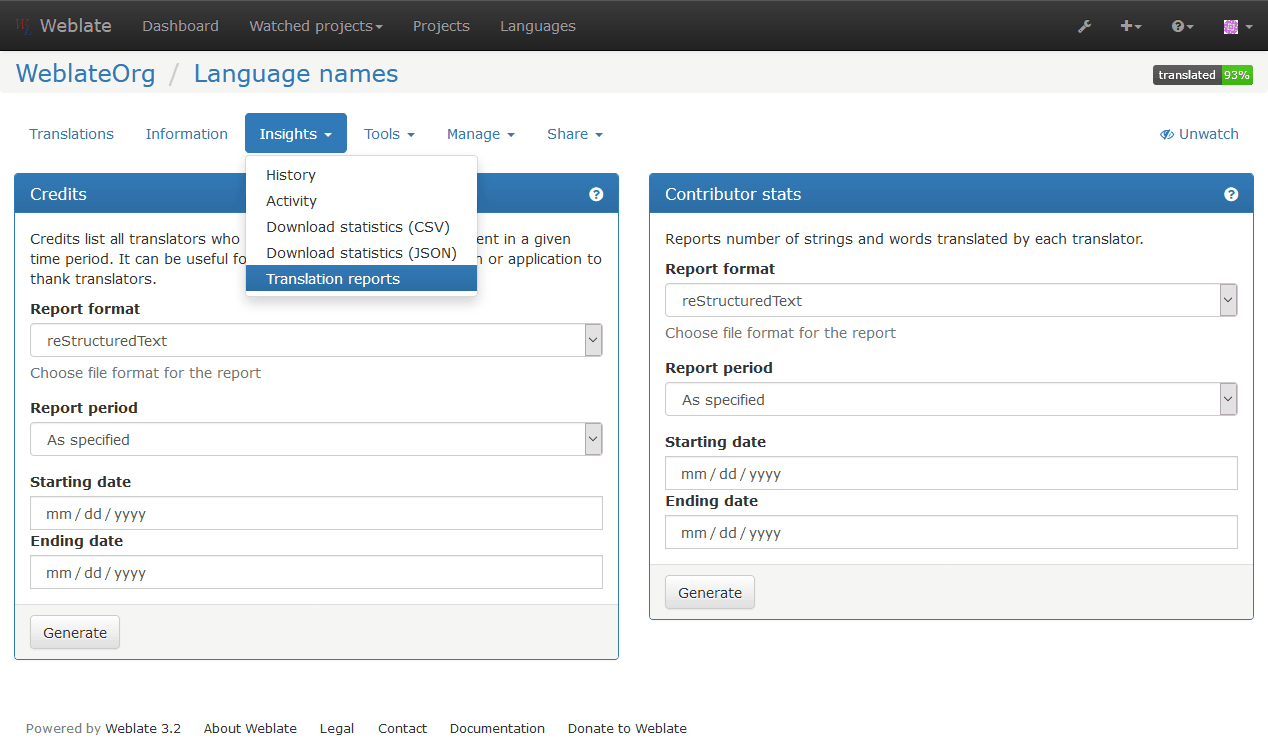 Weblate Dashboard Watched projects Projects Languages
WeblateOrg / Language names
translated 93%
Translations Information Insights Tools Manage Share Unwatch
History
Activity
Download statistics (CSV)
Download statistics (JSON)
Translation reports
Credits
Credits list all translators who ent in a given
time period. It can be useful fo or application to
thank translators.
Report format
reStructuredText
Choose file format for the report
Report period
As specified
Starting date
mm / dd / yyyy
Ending date
mm / dd / yyyy
Generate
Contributor stats
Reports number of strings and words translated by each translator.
Report format
reStructuredText
Choose file format for the report
Report period
As specified
Starting date
mm / dd / yyyy
Ending date
mm / dd / yyyy
Generate
Powered by Weblate 3.2 About Weblate Legal Contact Documentation Donate to Weblate